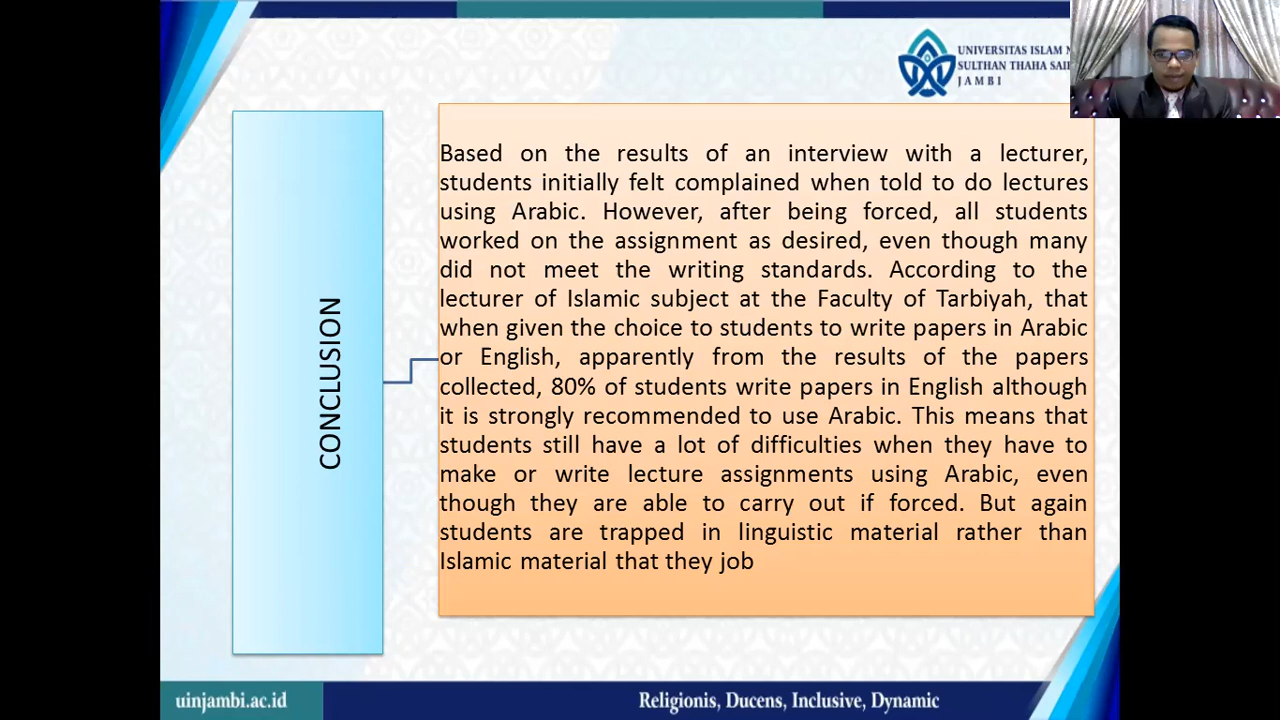 UNIVERSITAS ISLAM
SULTHAN THAHA
JAMBI
CONCLUSION
Based on the results of an interview with a lecturer,
students initially felt complained when told to do lectures
using Arabic. However, after being forced, all students
worked on the assignment as desired, even though many
did not meet the writing standards. According to the
lecturer of Islamic subject at the Faculty of Tarbiyah, that
when given the choice to students to write papers in Arabic
or English, apparently from the results of the papers
collected, 80% of students write papers in English although
it is strongly recommended to use Arabic. This means that
students still have a lot of difficulties when they have to
make or write lecture assignments using Arabic, even
though they are able to carry out if forced. But again
students are trapped in linguistic material rather than
Islamic material that they job
uinjambi.ac.id
Religionis, Ducens, Inclusive, Dynamic